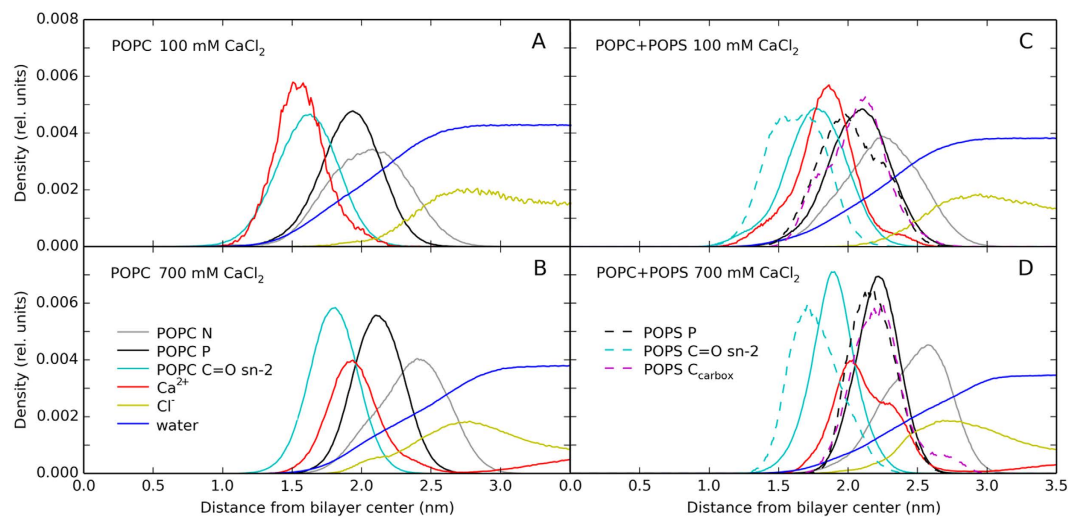 0.008
POPC 100 mM CaCl₂ A
POPC+POPS 100 mM CaCl₂ C
0.006
0.004
0.002
0.000
Density (rel. units)
POPC 700 mM CaCl₂ B
POPC+POPS 700 mM CaCl₂ D
0.006
0.004
0.002
0.000
Density (rel. units)
POPC N
POPC P
POPC C=O sn-2
Ca²⁺
Cl⁻
water
POPS P
POPS C=O sn-2
POPS C_carbox
0.0 0.5 1.0 1.5 2.0 2.5 3.0 0.0 0.5 1.0 1.5 2.0 2.5 3.0 3.5
Distance from bilayer center (nm) Distance from bilayer center (nm)